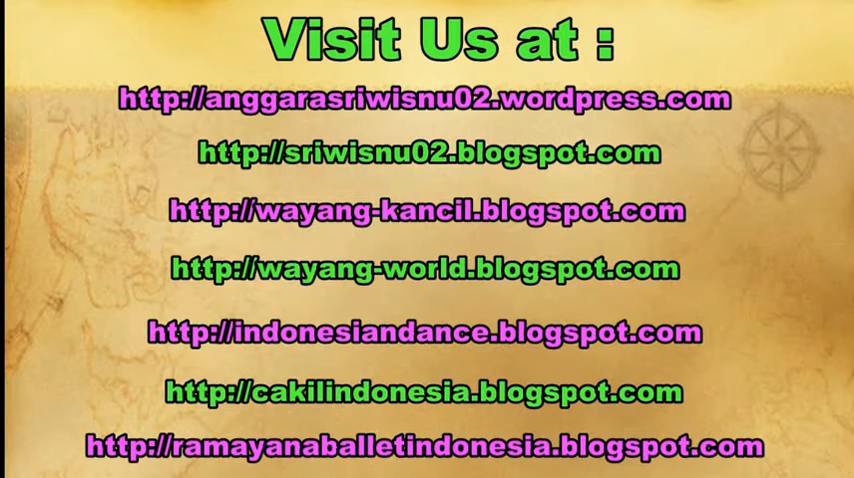 Visit Us at :
http://anggarasriwisnu02.wordpress.com
http://sriwisnu02.blogspot.com
http://wayang-kancil.blogspot.com
http://wayang-world.blogspot.com
http://indonesiandance.blogspot.com
http://cakilindonesia.blogspot.com
http://ramayanaballetindonesia.blogspot.com